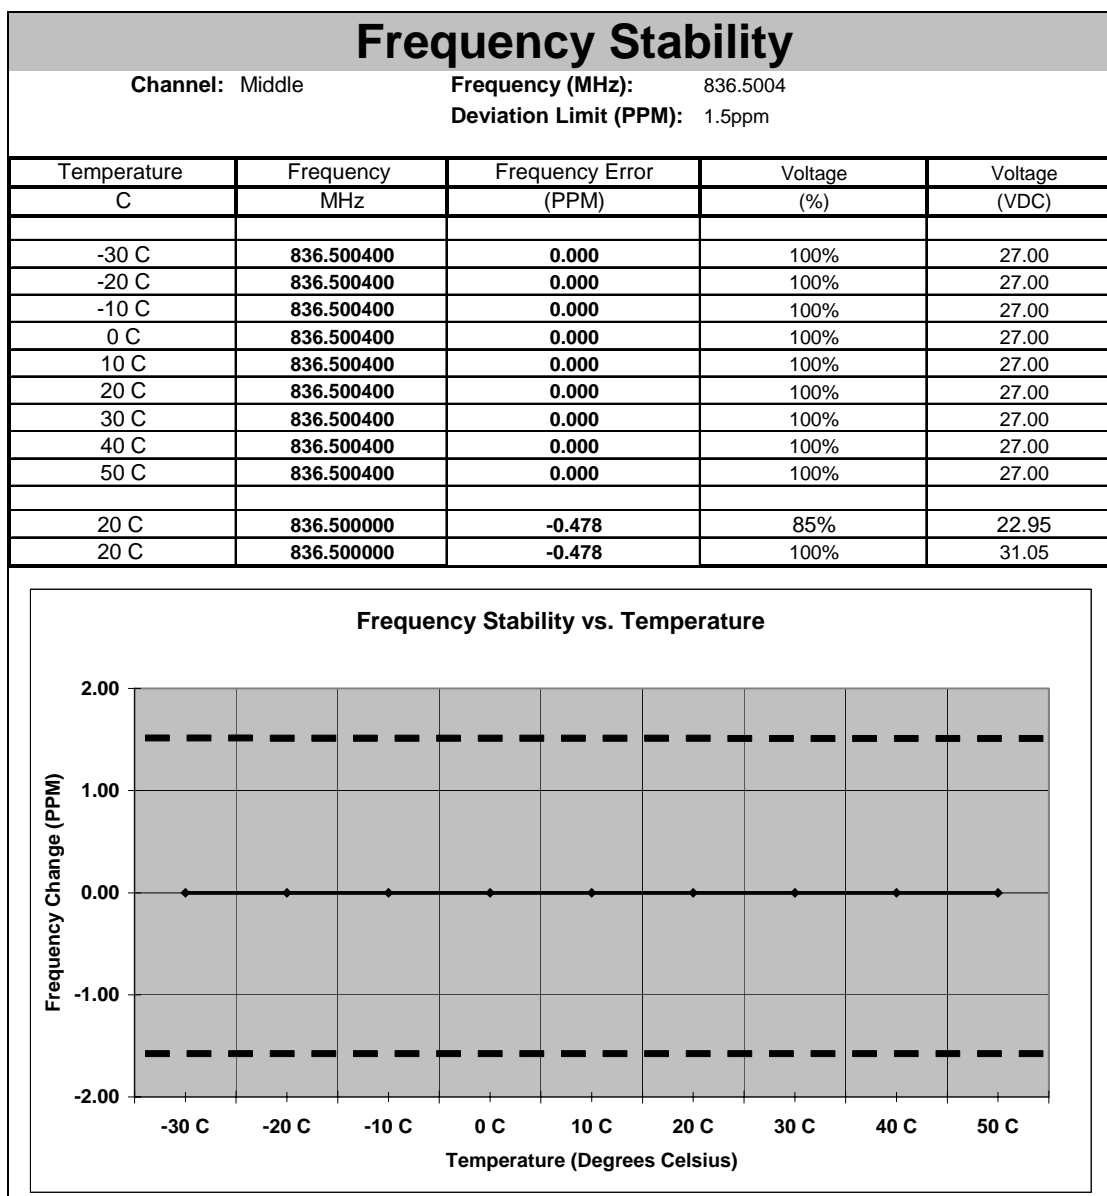 Frequency Stability
Channel: Middle Frequency (MHz): 836.5004
Deviation Limit (PPM): 1.5ppm
Temperature Frequency Frequency Error Voltage Voltage
C MHz (PPM) (%) (VDC)
-30 C 836.500400 0.000 100% 27.00
-20 C 836.500400 0.000 100% 27.00
-10 C 836.500400 0.000 100% 27.00
0 C 836.500400 0.000 100% 27.00
10 C 836.500400 0.000 100% 27.00
20 C 836.500400 0.000 100% 27.00
30 C 836.500400 0.000 100% 27.00
40 C 836.500400 0.000 100% 27.00
50 C 836.500400 0.000 100% 27.00
20 C 836.500000 -0.478 85% 22.95
20 C 836.500000 -0.478 100% 31.05
Frequency Stability vs. Temperature
Frequency Change (PPM)
2.00
1.00
0.00
-1.00
-2.00
-30 C -20 C -10 C 0 C 10 C 20 C 30 C 40 C 50 C
Temperature (Degrees Celsius)